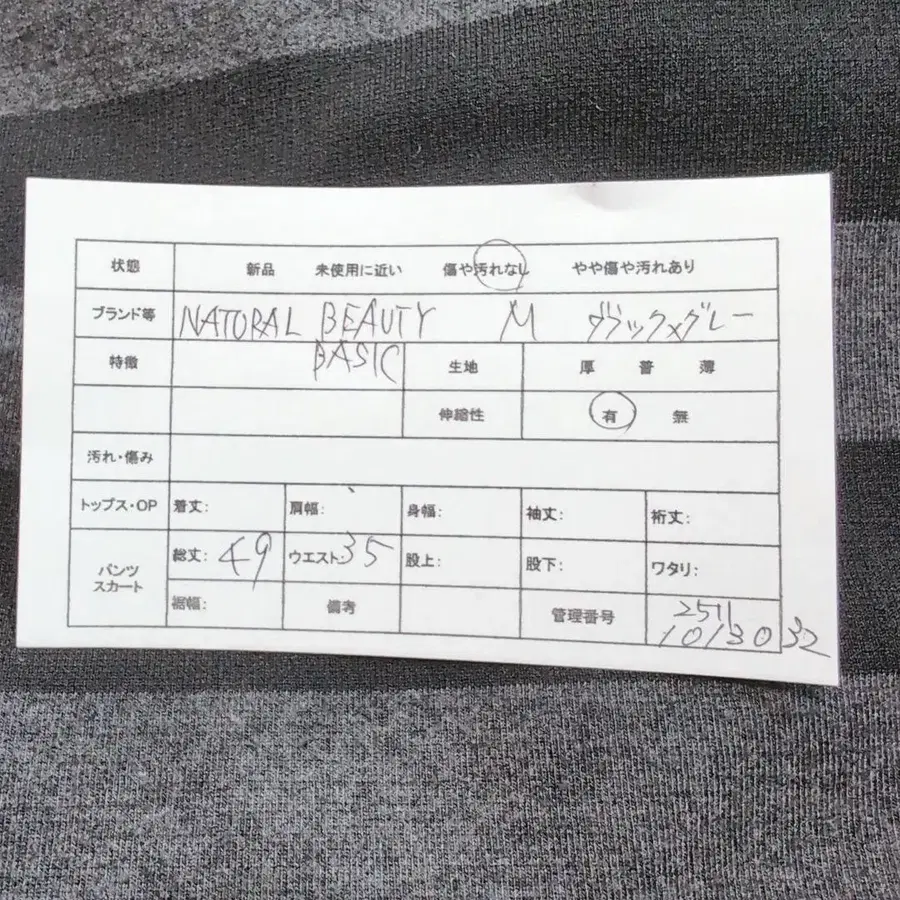 状態 新品 未使用に近い 傷や汚れなし やや傷や汚れあり
ブランド等 NATORAL BEAUTY M ブラック×グレー
BASIC
特徴 生地 厚 普 薄
伸縮性 有 無
汚れ・傷み
トップス・OP 着丈: 肩幅: 身幅: 袖丈: 裄丈:
パンツ スカート 総丈: 49 ウエスト: 35 股上: 股下: ワタリ:
裾幅: 備考 管理番号 2511
1013032